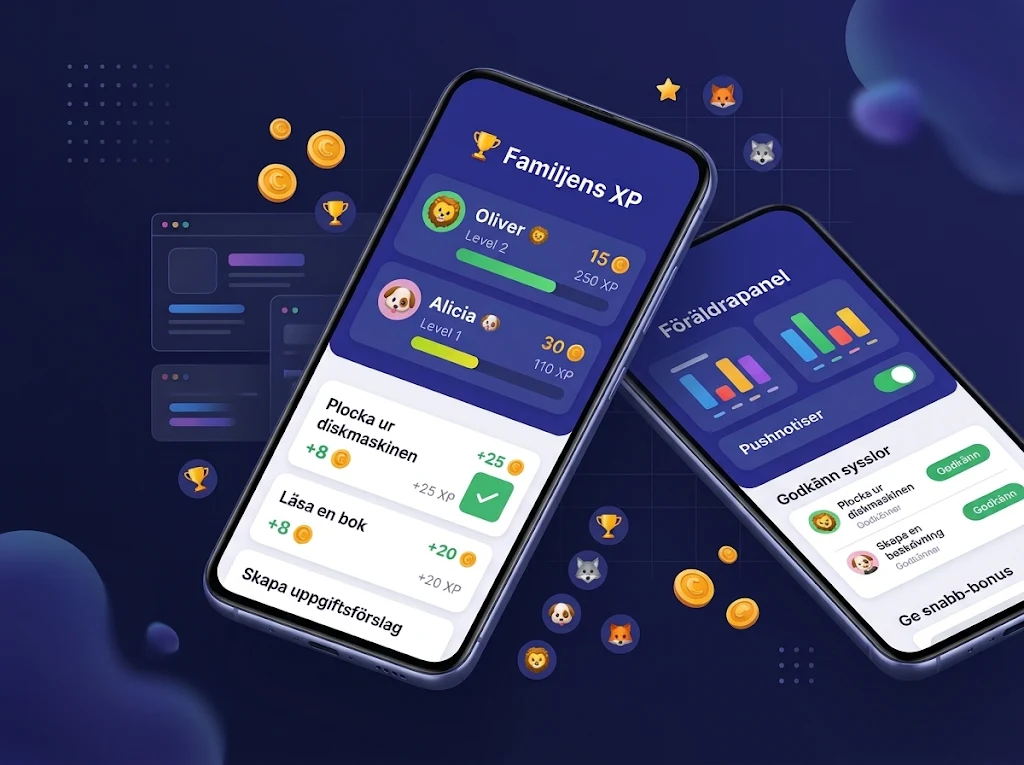 Familjens XP
Oliver
Level 2
15
250 XP
Alicia
Level 1
30
110 XP
Plocka ur
diskmaskinen
+8
+25
+25 XP
Läsa en bok
+8
+20
+20 XP
Skapa uppgiftsförslag
Föräldrapanel
Pushnotiser
Godkänn sysslor
Plocka ur
diskmaskinen
Godkänner
Godkänn
Skapa en
beskrivning
Godkänner
Godkänn
Ge snabb-bonus